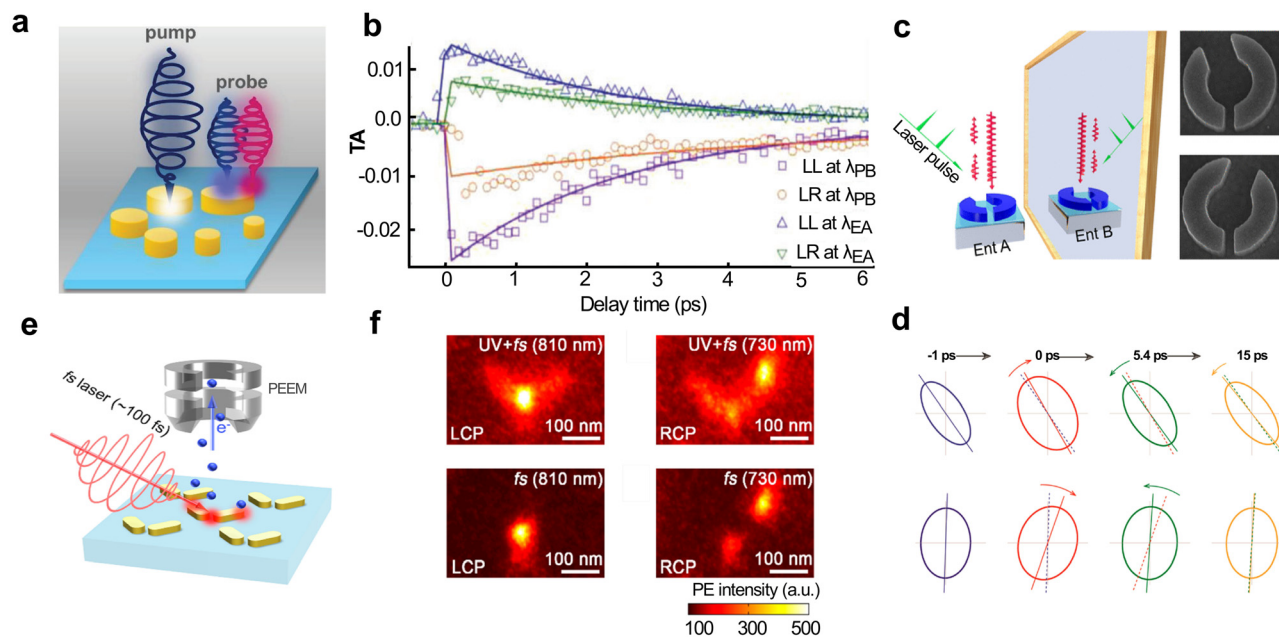 a
pump
probe
b
TA
0.01
0.0
-0.01
-0.02
0
1
2
3
4
5
6
Delay time (ps)
LL at λPB
LR at λPB
LL at λEA
LR at λEA
c
Laser pulse
Ent A
Ent B
e
fs laser (~100 fs)
PEEM
e-
f
UV+fs (810 nm)
LCP
100 nm
UV+fs (730 nm)
RCP
100 nm
fs (810 nm)
LCP
100 nm
fs (730 nm)
RCP
100 nm
PE intensity (a.u.)
100
300
500
d
-1 ps
0 ps
5.4 ps
15 ps